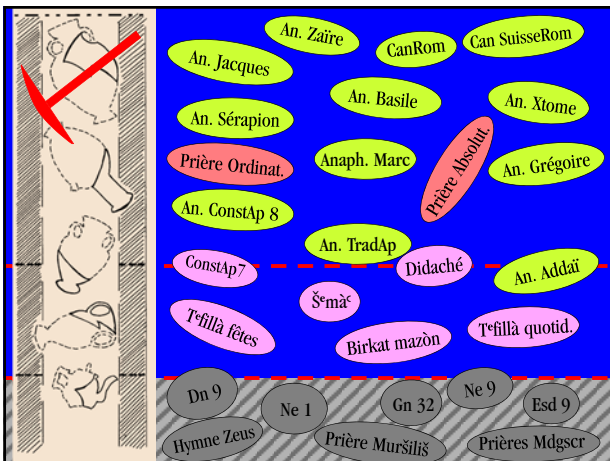 An. Zaïre
CanRom
Can SuisseRom
An. Jacques
An. Basile
An. Xtome
An. Sérapion
Prière Ordinat.
Anaph. Marc
Prière Absolut.
An. Grégoire
An. ConstAp 8
An. TradAp
ConstAp7
Didaché
An. Addaï
Šᵉmàᶜ
Tᵉfillà fêtes
Birkat mazòn
Tᵉfillà quotid.
Dn 9
Ne 1
Gn 32
Ne 9
Esd 9
Hymne Zeus
Prière Muršiliš
Prières Mdgscr